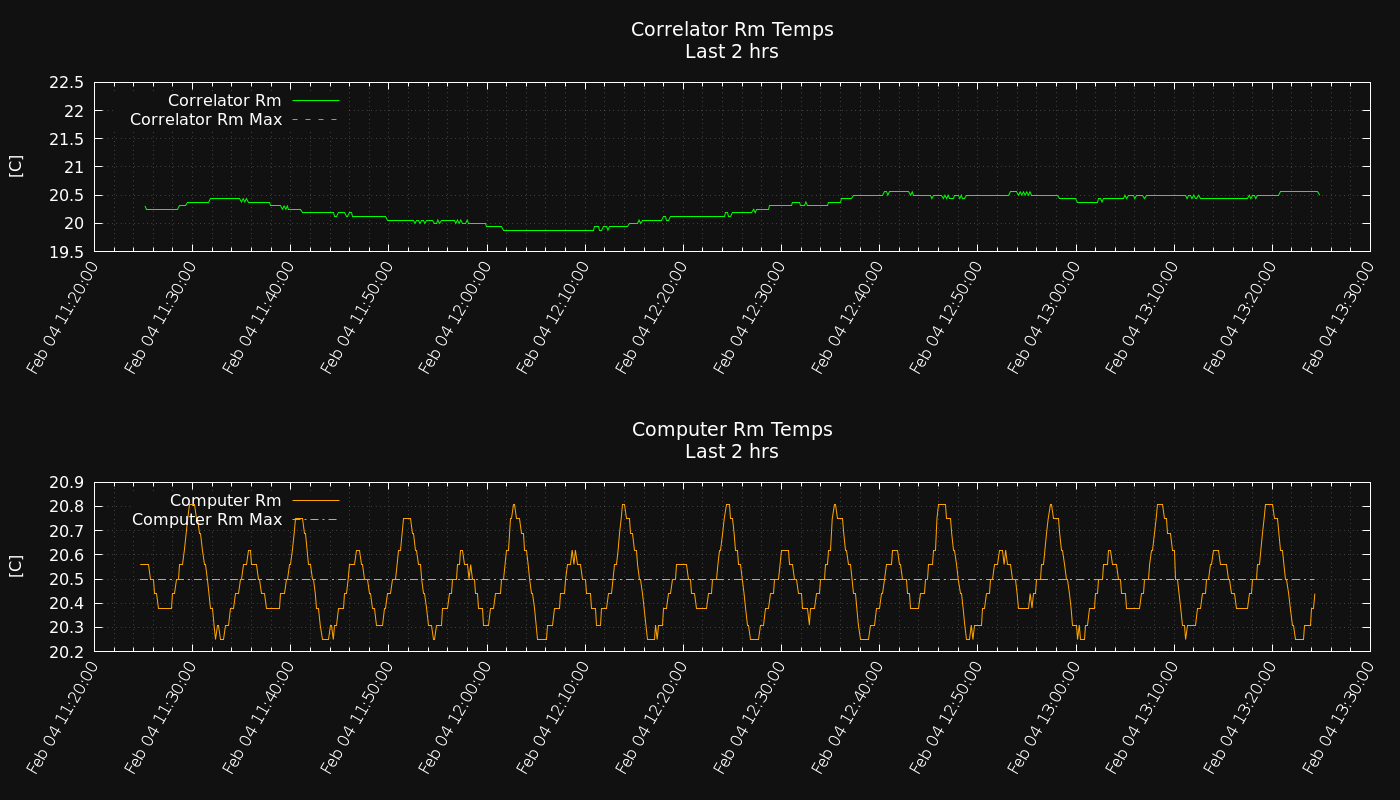 Correlator Rm Temps
Last 2 hrs
22.5
22
21.5
21
20.5
20
19.5
[C]
Correlator Rm
Correlator Rm Max
Feb 04 11:20:00
Feb 04 11:30:00
Feb 04 11:40:00
Feb 04 11:50:00
Feb 04 12:00:00
Feb 04 12:10:00
Feb 04 12:20:00
Feb 04 12:30:00
Feb 04 12:40:00
Feb 04 12:50:00
Feb 04 13:00:00
Feb 04 13:10:00
Feb 04 13:20:00
Feb 04 13:30:00
Computer Rm Temps
Last 2 hrs
20.9
20.8
20.7
20.6
20.5
20.4
20.3
20.2
[C]
Computer Rm
Computer Rm Max
Feb 04 11:20:00
Feb 04 11:30:00
Feb 04 11:40:00
Feb 04 11:50:00
Feb 04 12:00:00
Feb 04 12:10:00
Feb 04 12:20:00
Feb 04 12:30:00
Feb 04 12:40:00
Feb 04 12:50:00
Feb 04 13:00:00
Feb 04 13:10:00
Feb 04 13:20:00
Feb 04 13:30:00